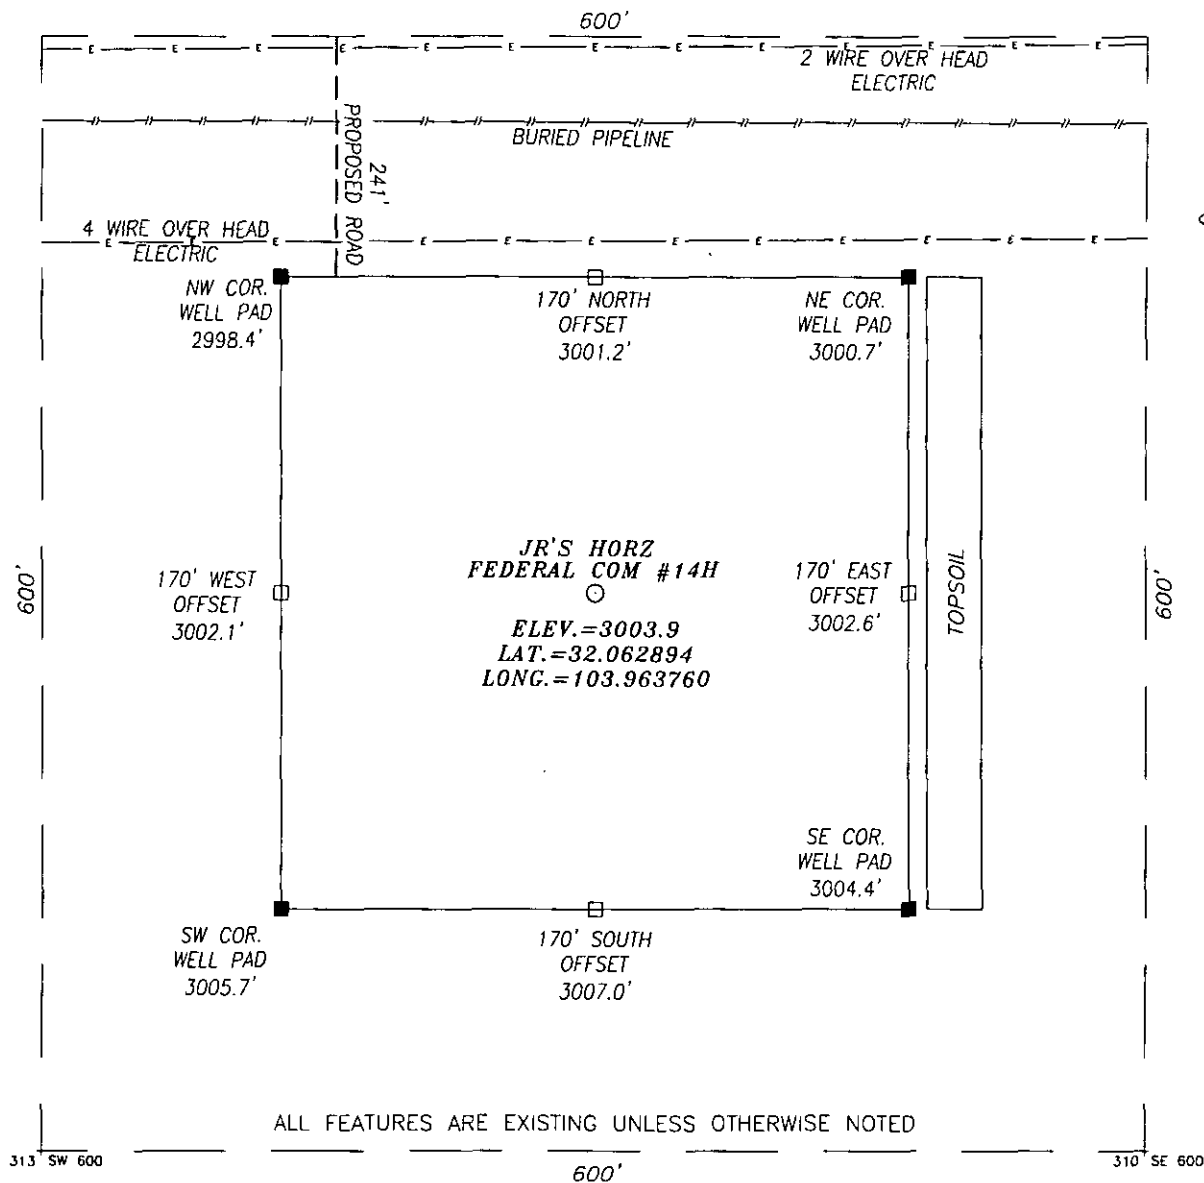 600'
E E E E E E E E E E E E E
2 WIRE OVER HEAD
ELECTRIC
BURIED PIPELINE
241'
PROPOSED ROAD
4 WIRE OVER HEAD
E E E E E E E E E E E E E
ELECTRIC
NW COR.
WELL PAD
2998.4'
170' NORTH
OFFSET
3001.2'
NE COR.
WELL PAD
3000.7'
600'
170' WEST
OFFSET
3002.1'
JR'S HORZ
FEDERAL COM #14H
ELEV.=3003.9
LAT.=32.062894
LONG.=103.963760
170' EAST
OFFSET
3002.6'
TOPSOIL
600'
SE COR.
WELL PAD
3004.4'
SW COR.
WELL PAD
3005.7'
170' SOUTH
OFFSET
3007.0'
ALL FEATURES ARE EXISTING UNLESS OTHERWISE NOTED
313 SW 600
600'
310 SE 600